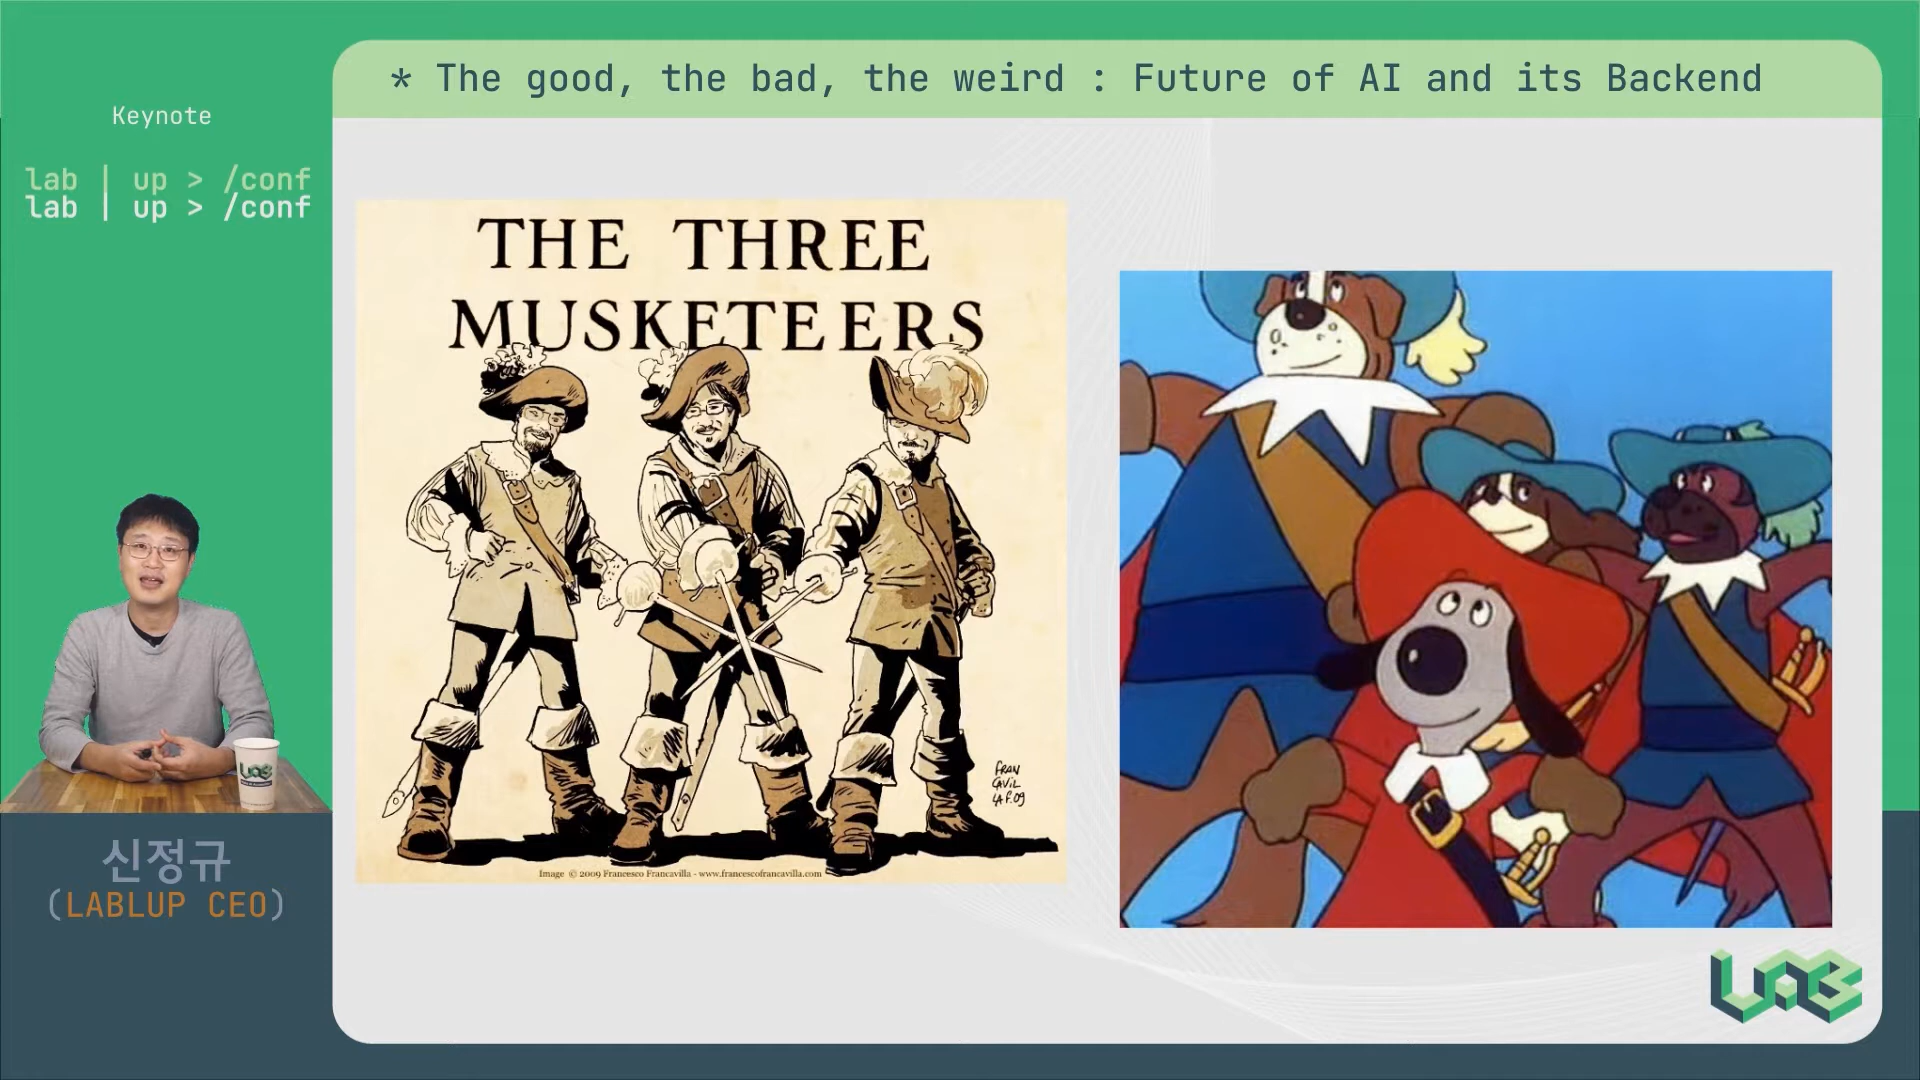 * The good, the bad, the weird : Future of AI and its Backend
Keynote
lab | up > /conf
lab | up > /conf
THE THREE
MUSKETEERS
FRAN
CAVIL
LA F.09
Image © 2009 Francesco Francavilla - www.francescofrancavilla.com
LAB
신정규
(LABLUP CEO)
LAB